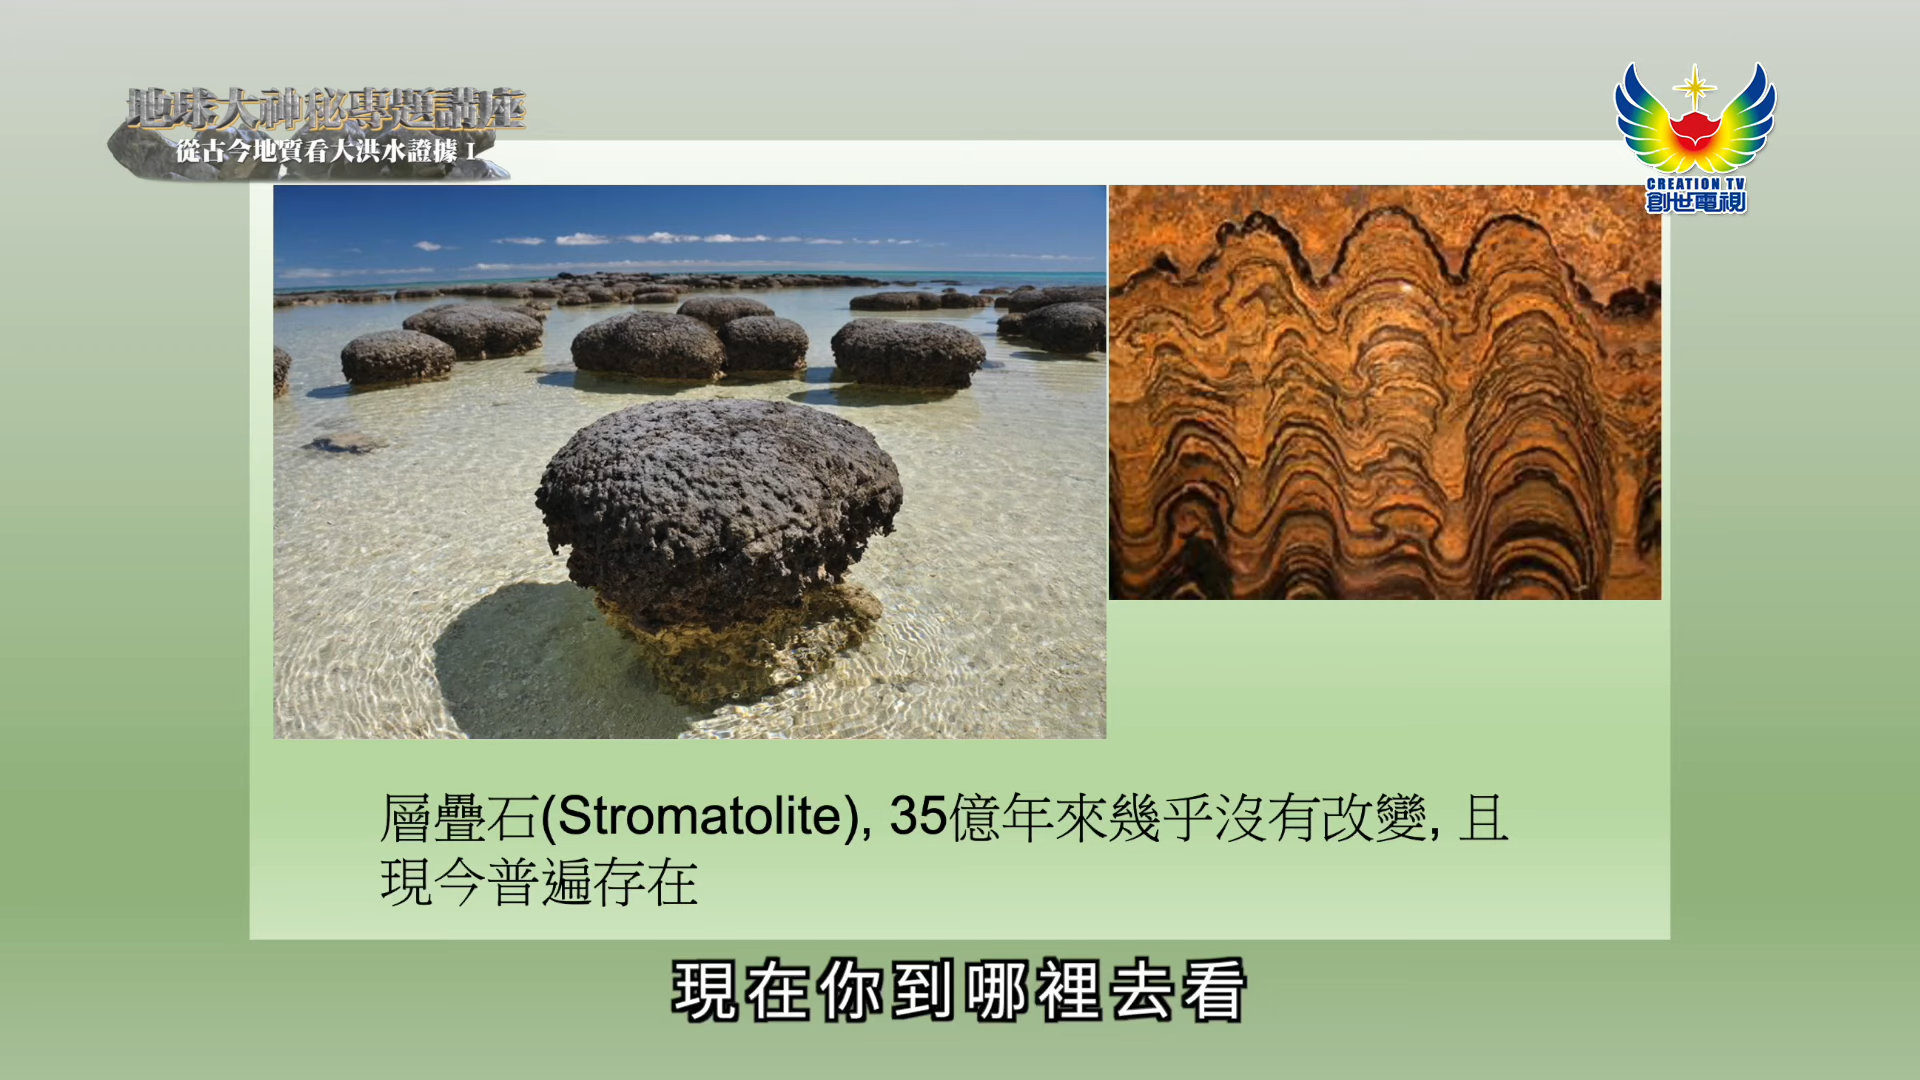 地球大神秘專題講座
從古今地質看大洪水證據 I
CREATION TV
創世電視
層疊石(Stromatolite), 35億年來幾乎沒有改變, 且
現今普遍存在
現在你到哪裡去看